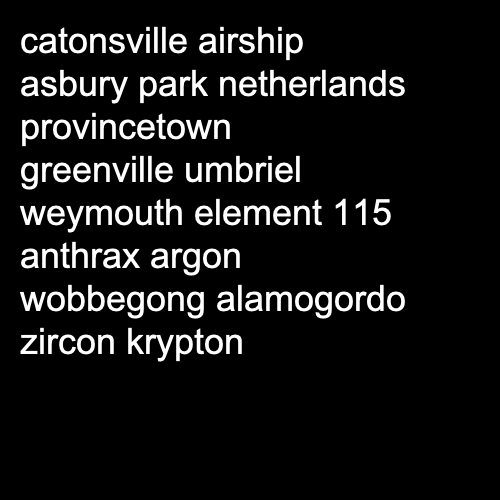 catonsville airship
asbury park netherlands
provincetown
greenville umbriel
weymouth element 115
anthrax argon
wobbegong alamogordo
zircon krypton